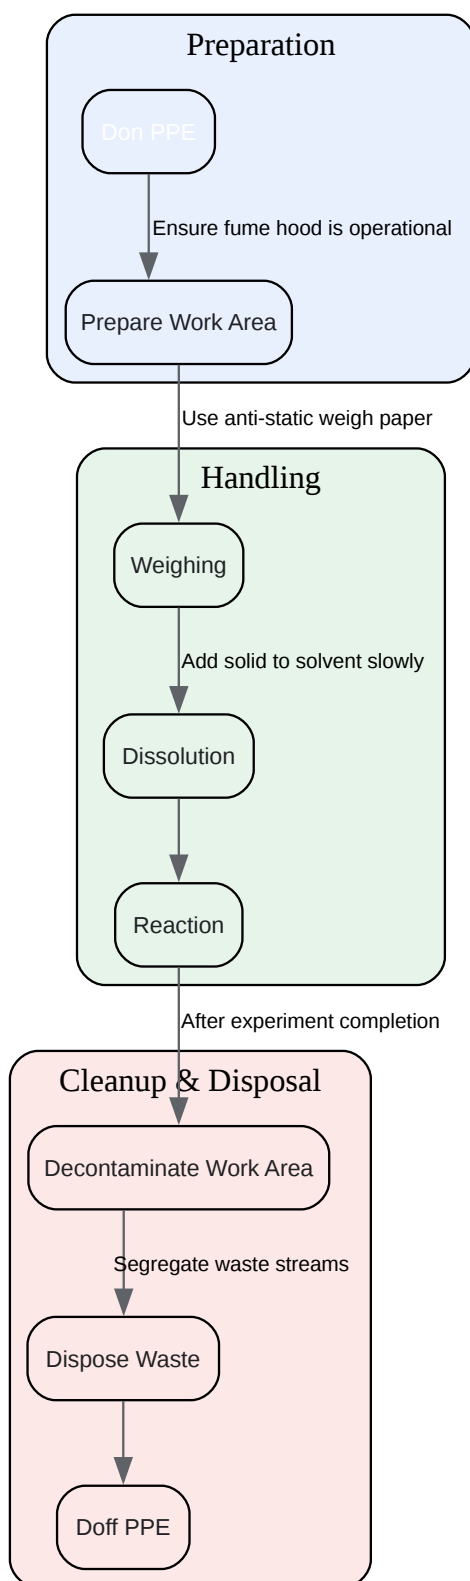 Preparation
Don PPE
Ensure fume hood is operational
Prepare Work Area
Use anti-static weigh paper
Handling
Weighing
Add solid to solvent slowly
Dissolution
Reaction
After experiment completion
Cleanup & Disposal
Decontaminate Work Area
Segregate waste streams
Dispose Waste
Doff PPE